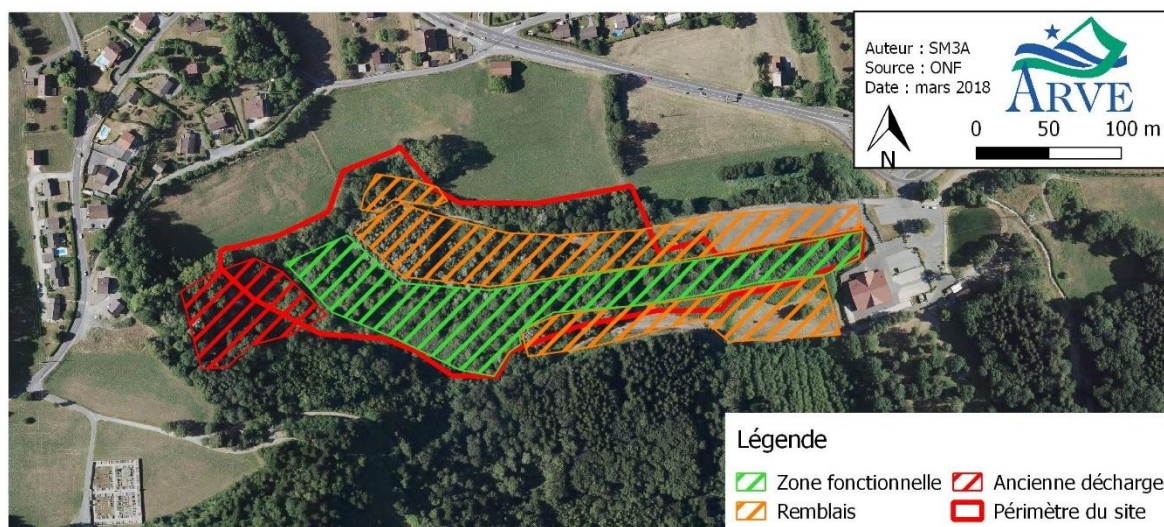 Auteur : SM3A
Source : ONF
Date : mars 2018
ARVE
N
0 50 100 m
Légende
Zone fonctionnelle
Ancienne décharge
Remblais
Périmètre du site